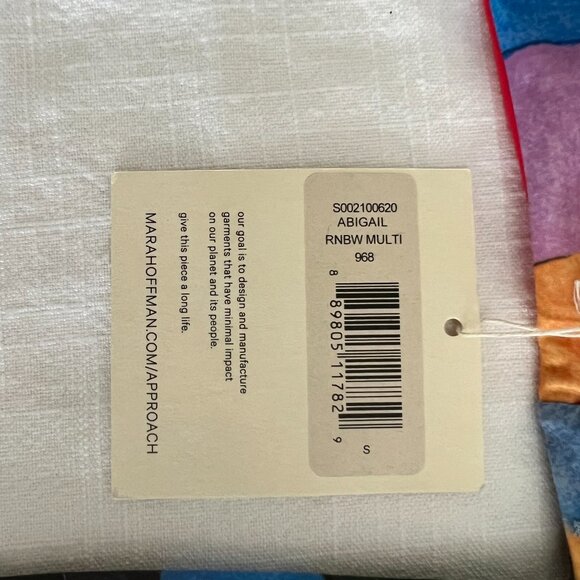 S002100620
ABIGAIL
RNBW MULTI
968
8 89805 11782 9
S
our goal is to design and manufacture
garments that have minimal impact
on our planet and its people.
give this piece a long life.
MARAHOFFMAN.COM/APPROACH